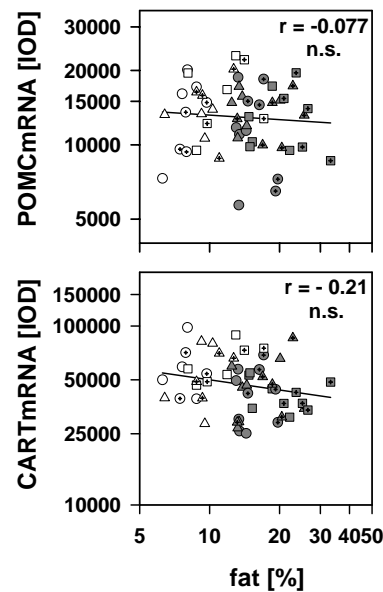 POMCmRNA [IOD]
30000
20000
15000
10000
5000
r = -0.077
n.s.
CARTmRNA [IOD]
150000
100000
50000
25000
10000
r = - 0.21
n.s.
5 10 20 30 4050
fat [%]